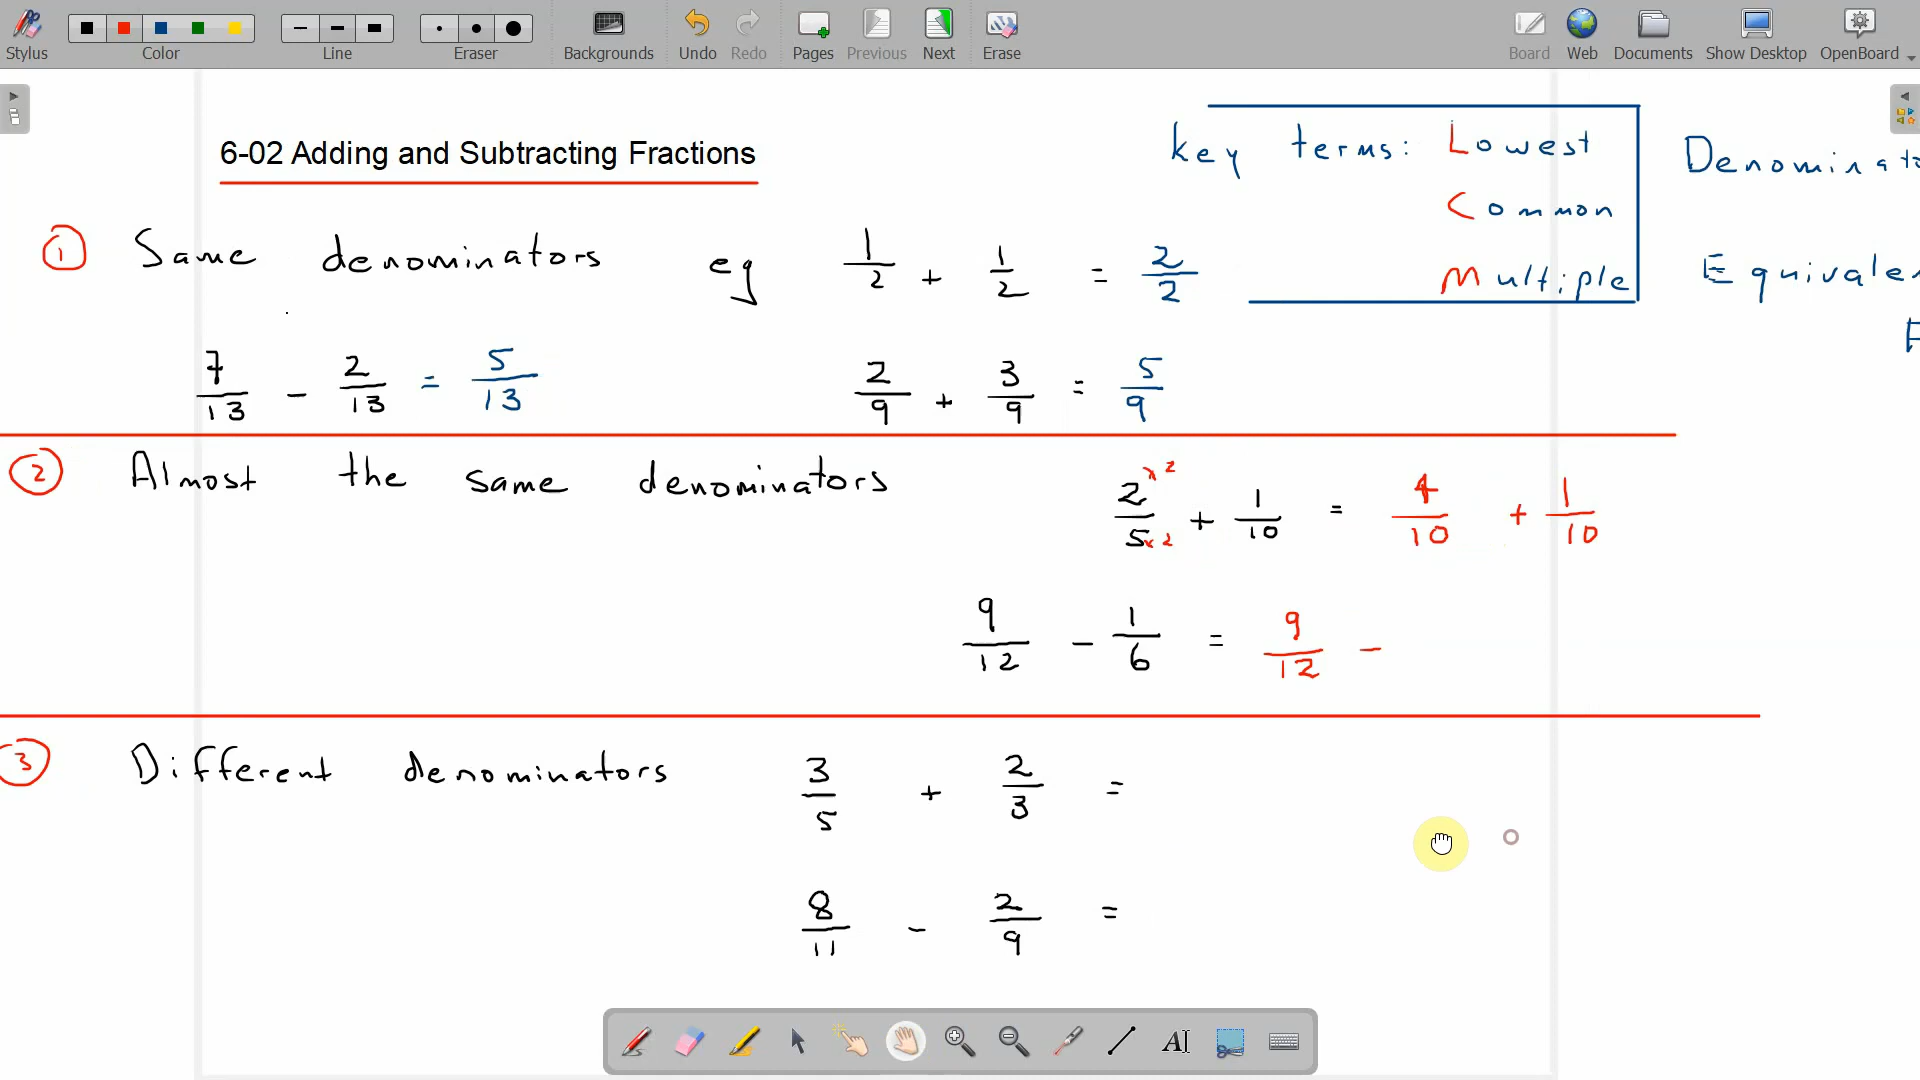 Stylus Color Line Eraser Backgrounds Undo Redo Pages Previous Next Erase Board Web Documents Show Desktop OpenBoard
6-02 Adding and Subtracting Fractions
key terms: Lowest
Common
Multiple
Denominato
Equivale
1 Same denominators eg 1/2 + 1/2 = 2/2
7/13 - 2/13 = 5/13
2/9 + 3/9 = 5/9
2 Almost the same denominators
2/5 x2 x2 + 1/10 = 4/10 + 1/10
9/12 - 1/6 = 9/12 -
3 Different denominators 3/5 + 2/3 =
8/11 - 2/9 =